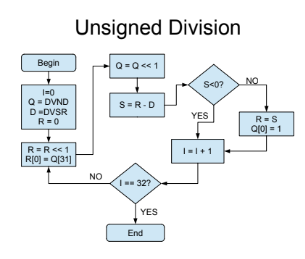 Unsigned Division
Begin
I=0
Q = DVND
D =DVSR
R = 0
R = R << 1
R[0] = Q[31]
Q = Q << 1
S = R - D
S<0?
NO
YES
R = S
Q[0] = 1
I = I + 1
I == 32?
NO
YES
End